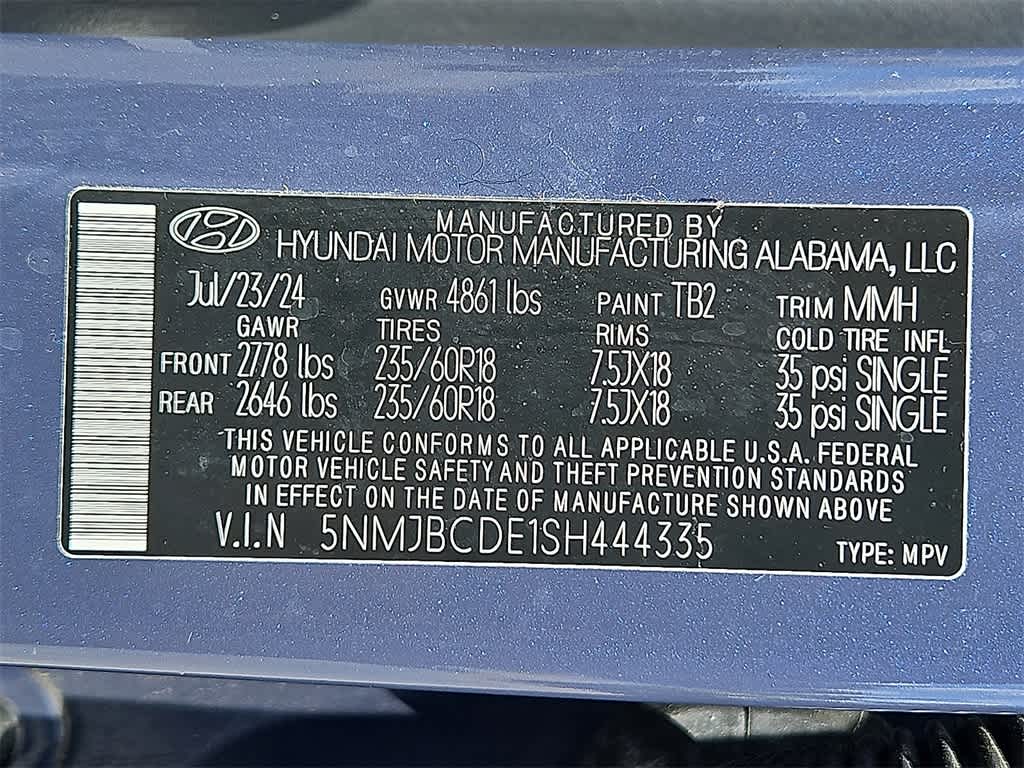 MANUFACTURED BY
HYUNDAI MOTOR MANUFACTURING ALABAMA, LLC
Jul/23/24 GVWR 4861 lbs PAINT TB2 TRIM MMH
GAWR TIRES RIMS COLD TIRE INFL
FRONT 2778 lbs 235/60R18 7.5JX18 35 psi SINGLE
REAR 2646 lbs 235/60R18 7.5JX18 35 psi SINGLE
THIS VEHICLE CONFORMS TO ALL APPLICABLE U.S.A. FEDERAL
MOTOR VEHICLE SAFETY AND THEFT PREVENTION STANDARDS
IN EFFECT ON THE DATE OF MANUFACTURE SHOWN ABOVE
V.I.N 5NMJBCDE1SH444335 TYPE: MPV